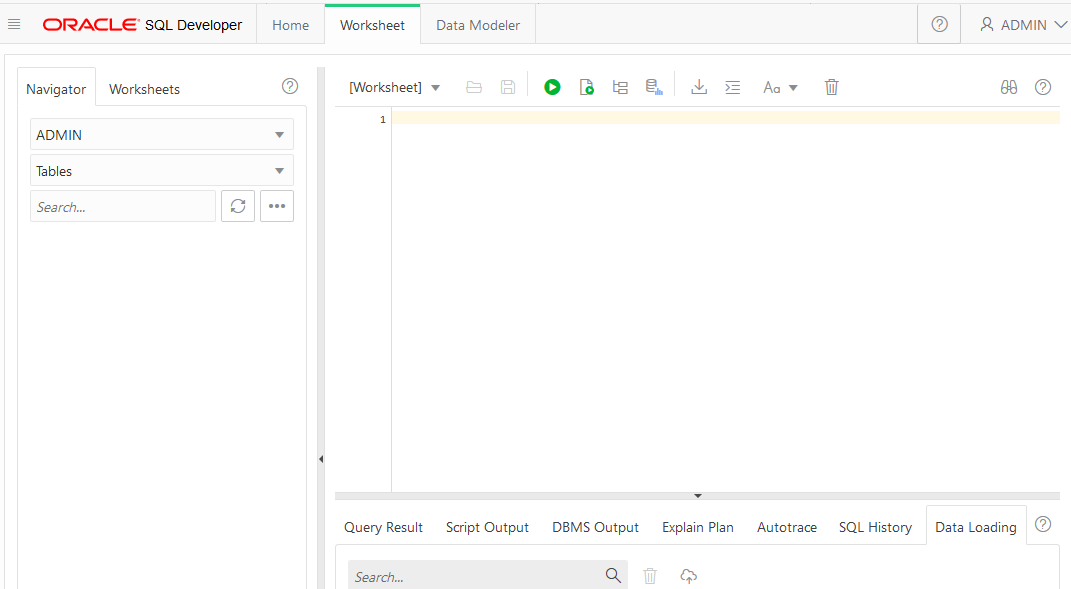 ORACLE SQL Developer Home Worksheet Data Modeler ADMIN
Navigator Worksheets
[Worksheet] Aa
ADMIN
Tables
Search...
1
Query Result Script Output DBMS Output Explain Plan Autotrace SQL History Data Loading
Search...